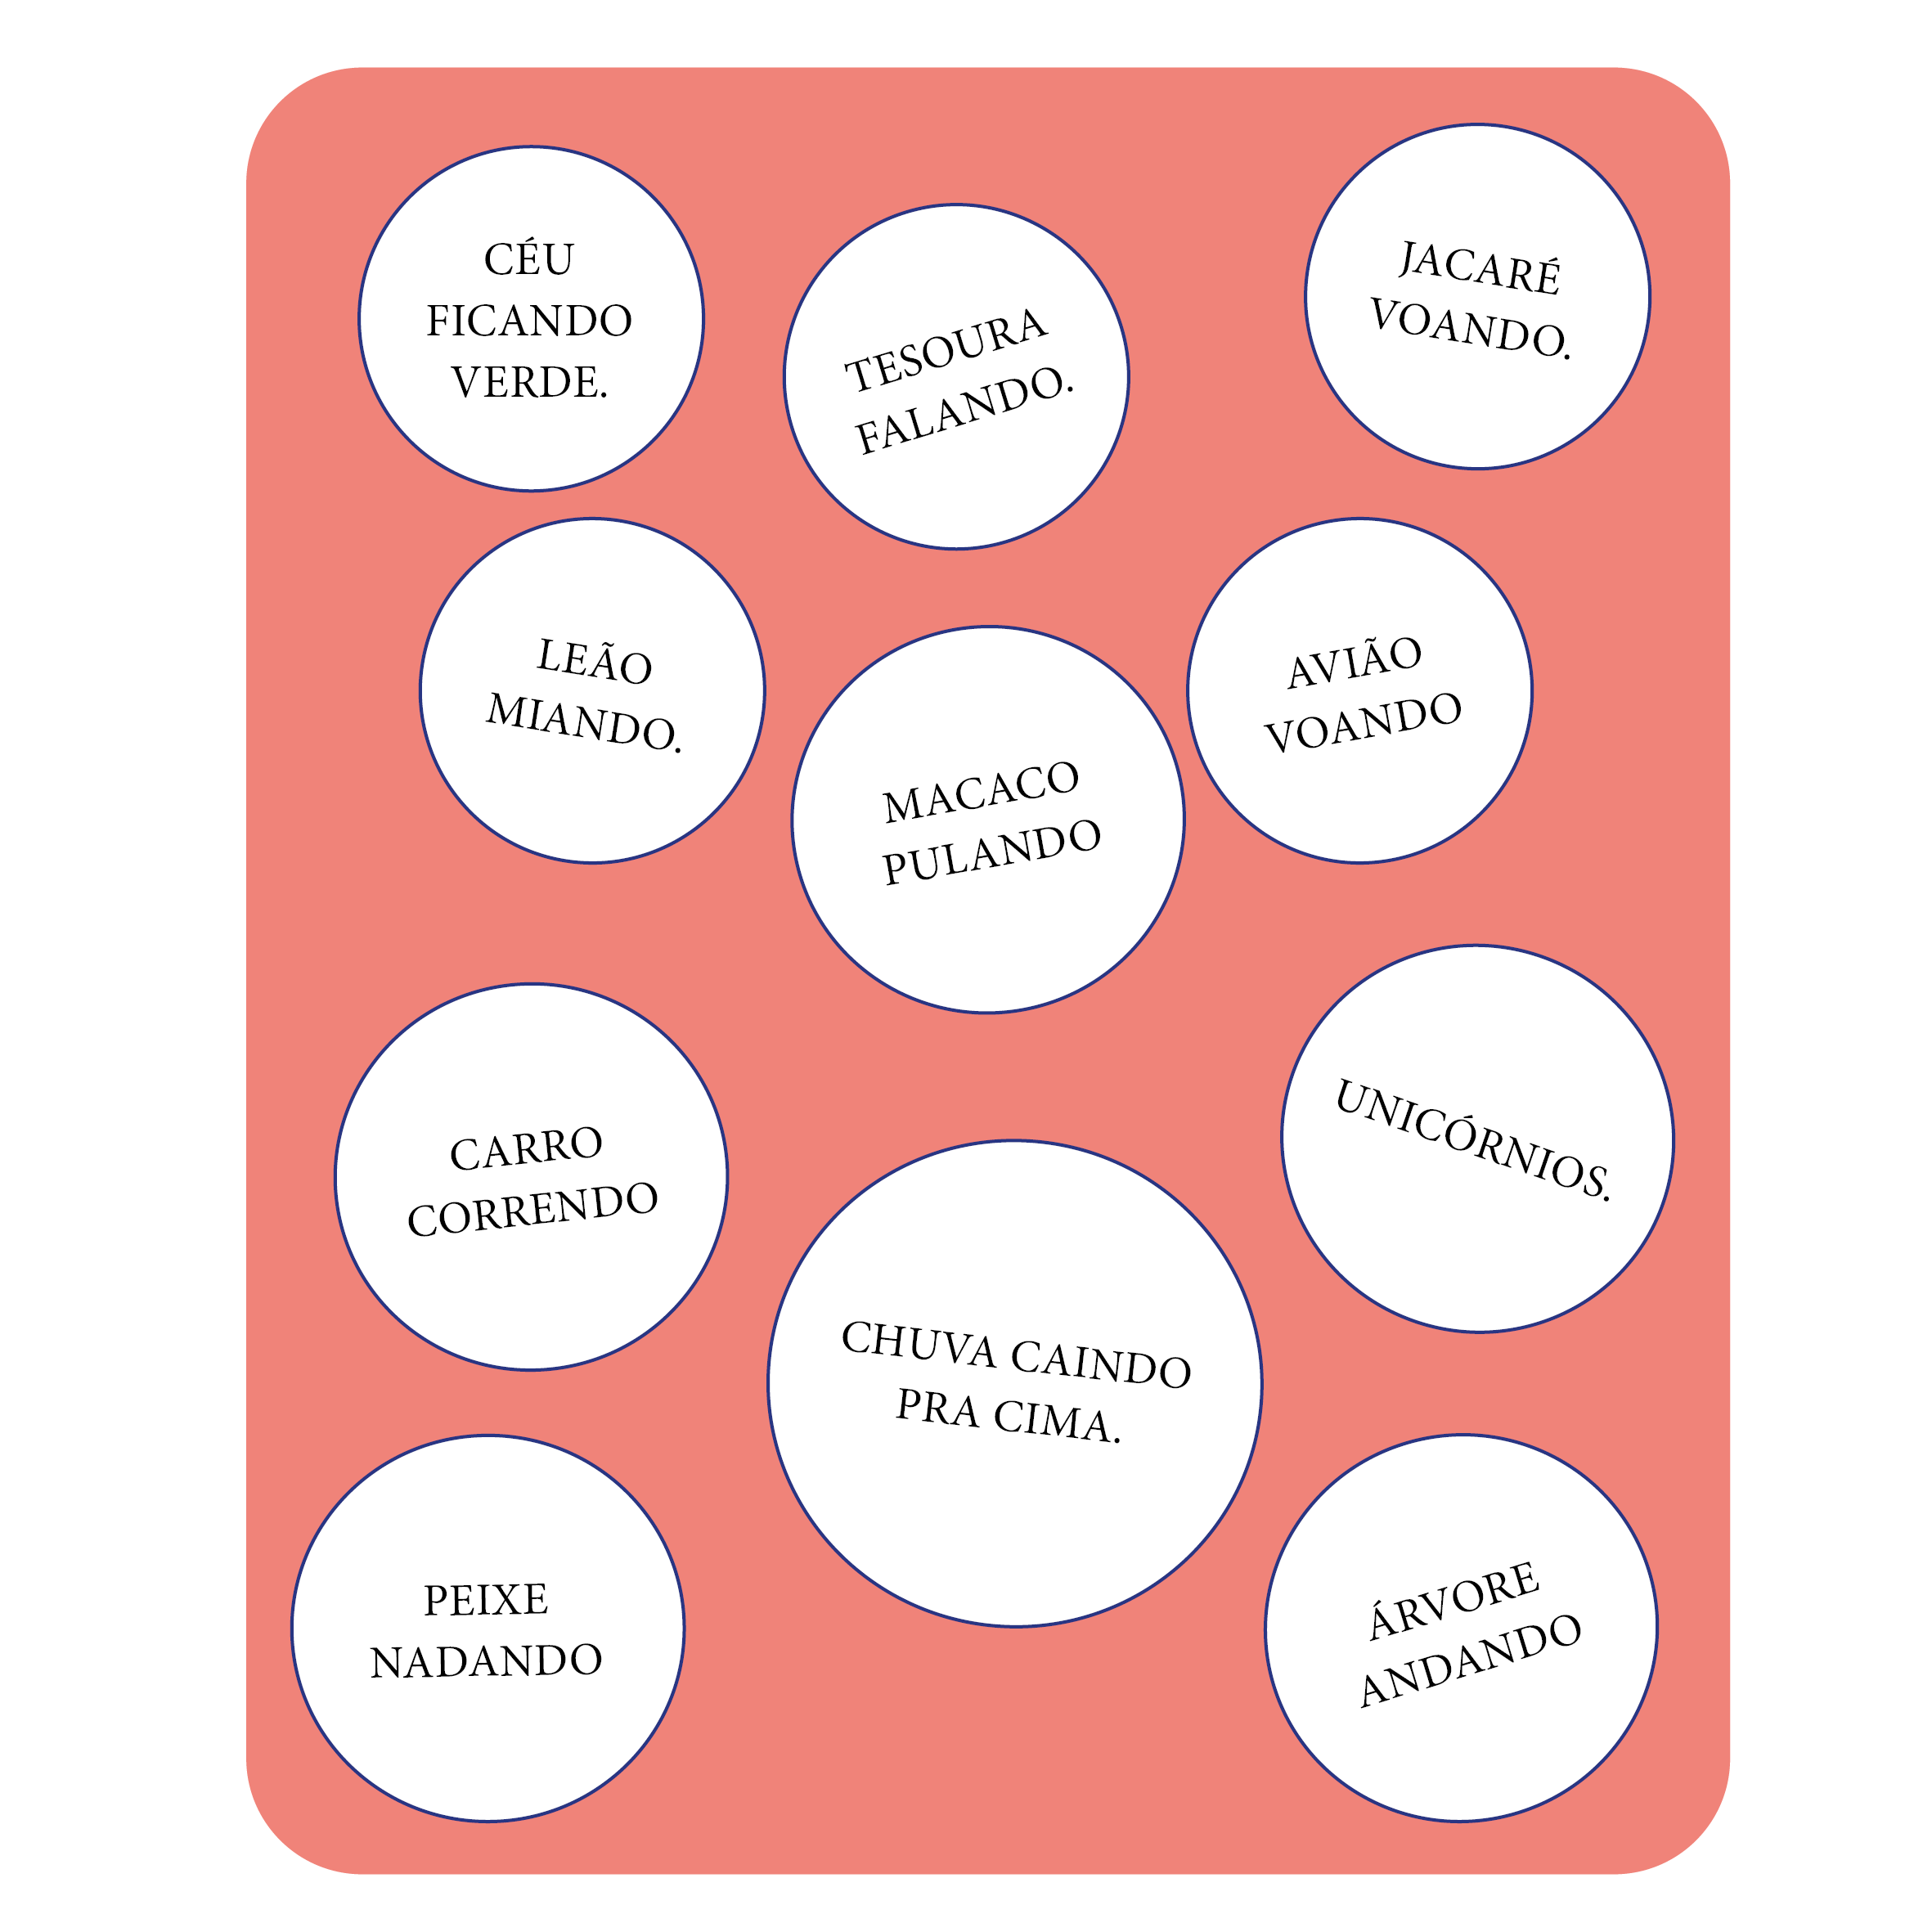 CÉU
FICANDO
VERDE.
TESOURA
FALANDO.
JACARÉ
VOANDO.
LEÃO
MIANDO.
MACACO
PULANDO
AVIÃO
VOANDO
CARRO
CORRENDO
UNICÓRNIOS.
CHUVA CAINDO
PRA CIMA.
PEIXE
NADANDO
ÁRVORE
ANDANDO